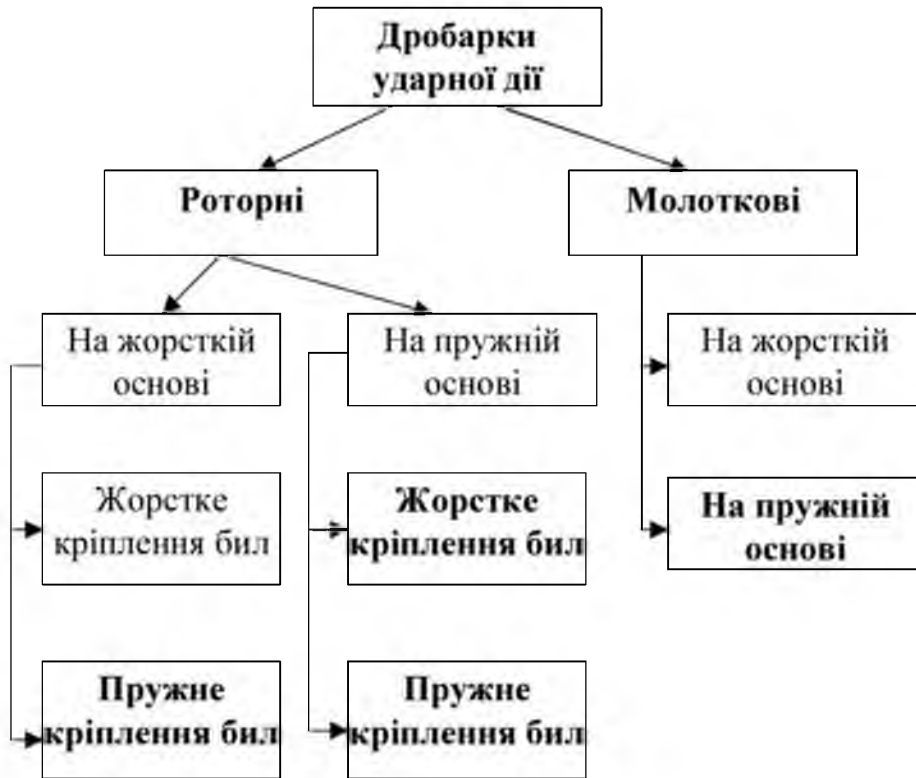 Дробарки
ударної дії
Роторні
Молоткові
На жорсткій
основі
На пружній
основі
На жорсткій
основі
Жорстке
кріплення бил
Жорстке
кріплення бил
На пружній
основі
Пружне
кріплення бил
Пружне
кріплення бил